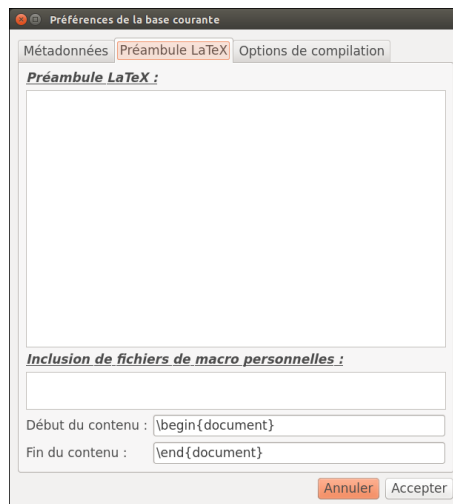 Préférences de la base courante
Métadonnées Préambule LaTeX Options de compilation
Préambule LaTeX :
Inclusion de fichiers de macro personnelles :
Début du contenu : \begin{document}
Fin du contenu : \end{document}
Annuler Accepter